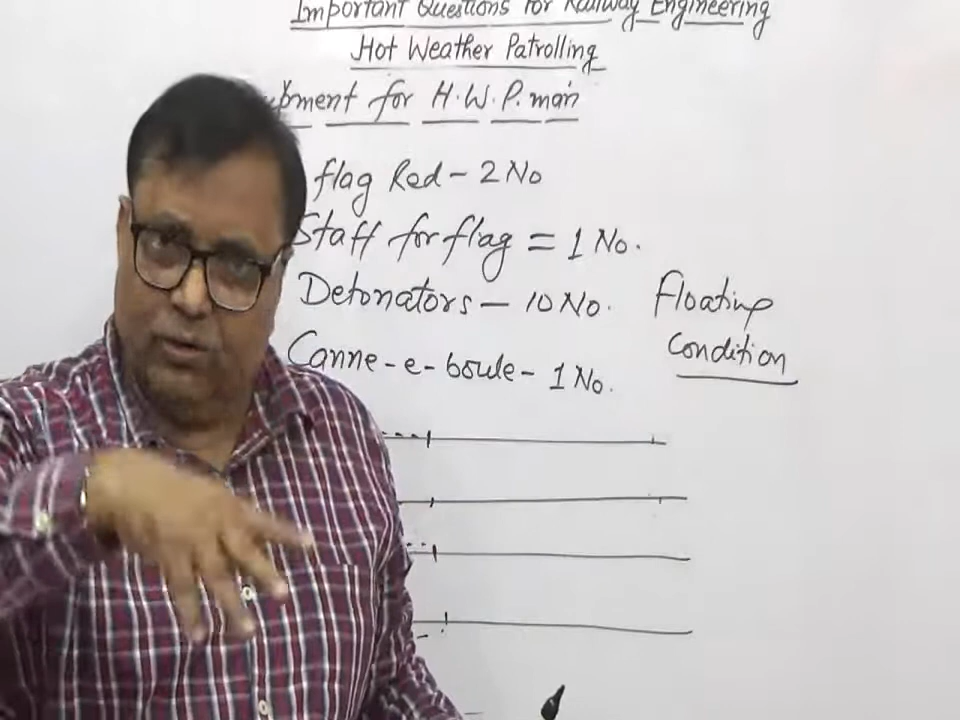 Important Questions for Railway Engineering
Hot Weather Patrolling
for H.W.P. man
flag Red - 2 No
Staff for flag = 1 No.
Detonators - 10 No.
Canne-e-boule - 1 No.
Floating
Condition